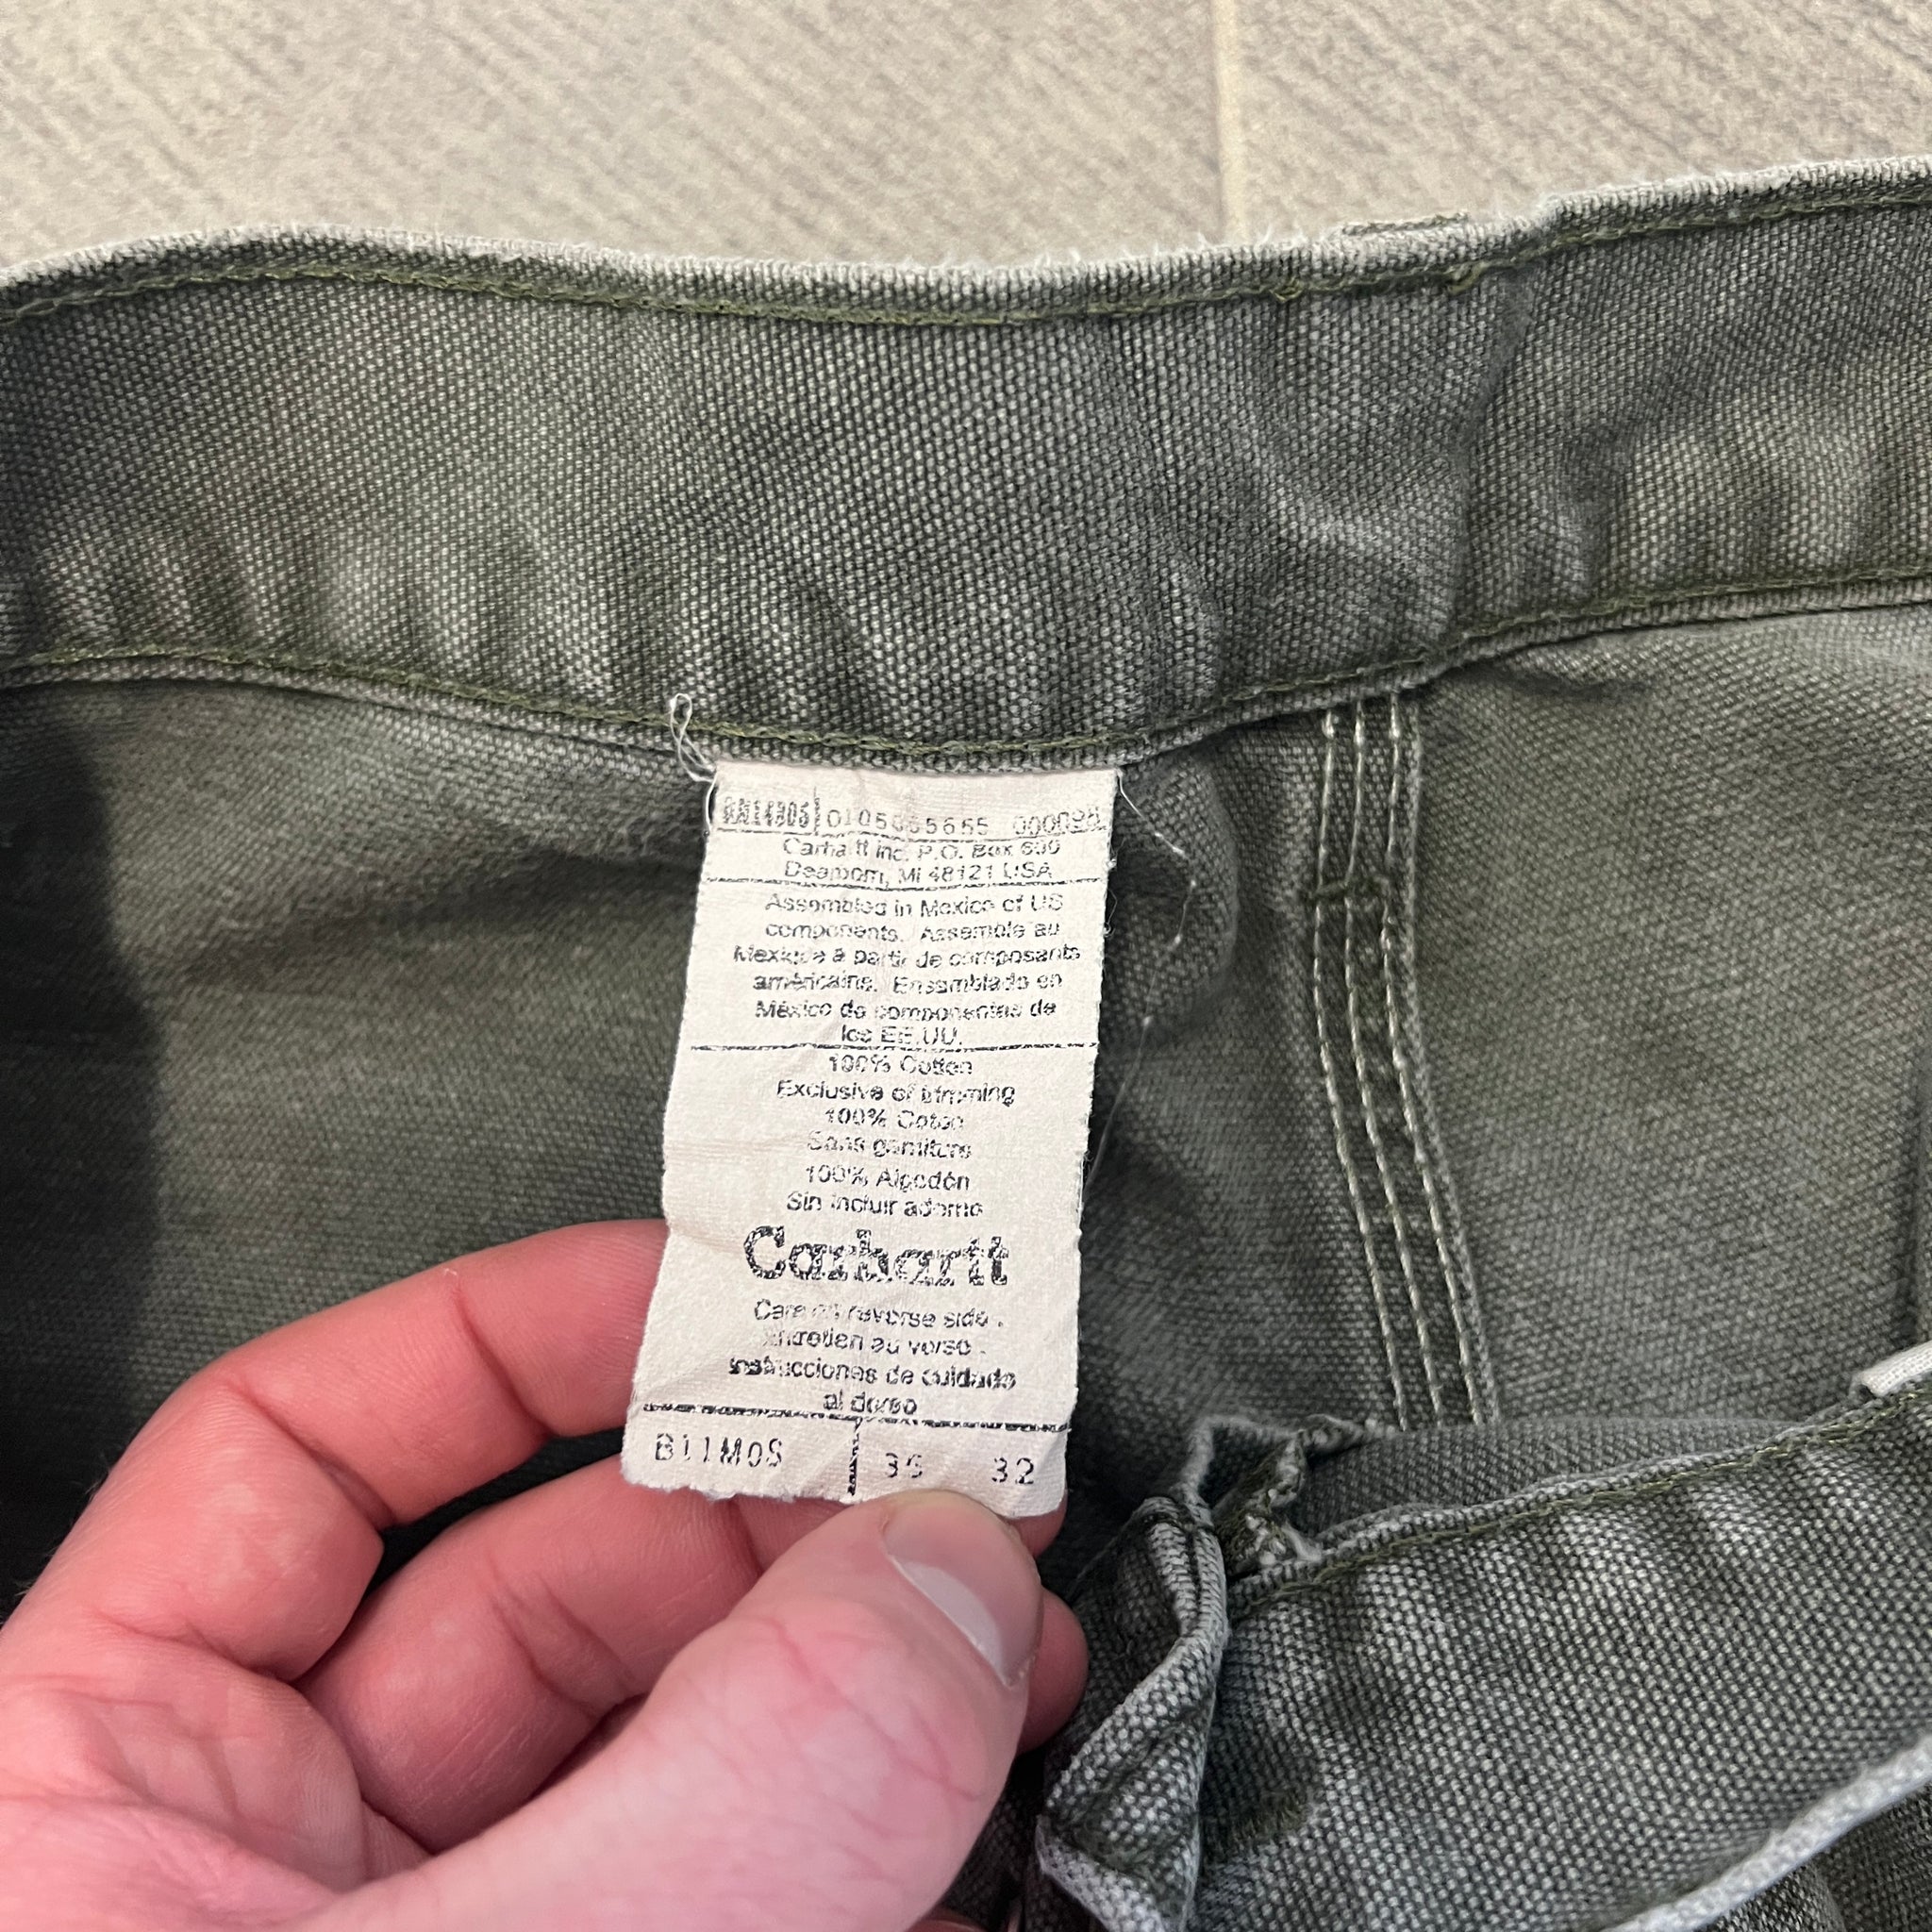 RN14806 0105065655 000098
Carhartt Inc. P.O. Box 600
Dearborn, MI 48121 USA
Assembled in Mexico of US
components. Assemblé au
Mexique à partir de composants
américains. Ensamblado en
México de componentes de
los EE.UU.
100% Cotton
Exclusive of trimming
100% Coton
Sans garniture
100% Algodón
Sin incluir adorno
Carhartt
Care on reverse side.
Entretien au verso.
Instrucciones de cuidado
al dorso
B11MOS 32